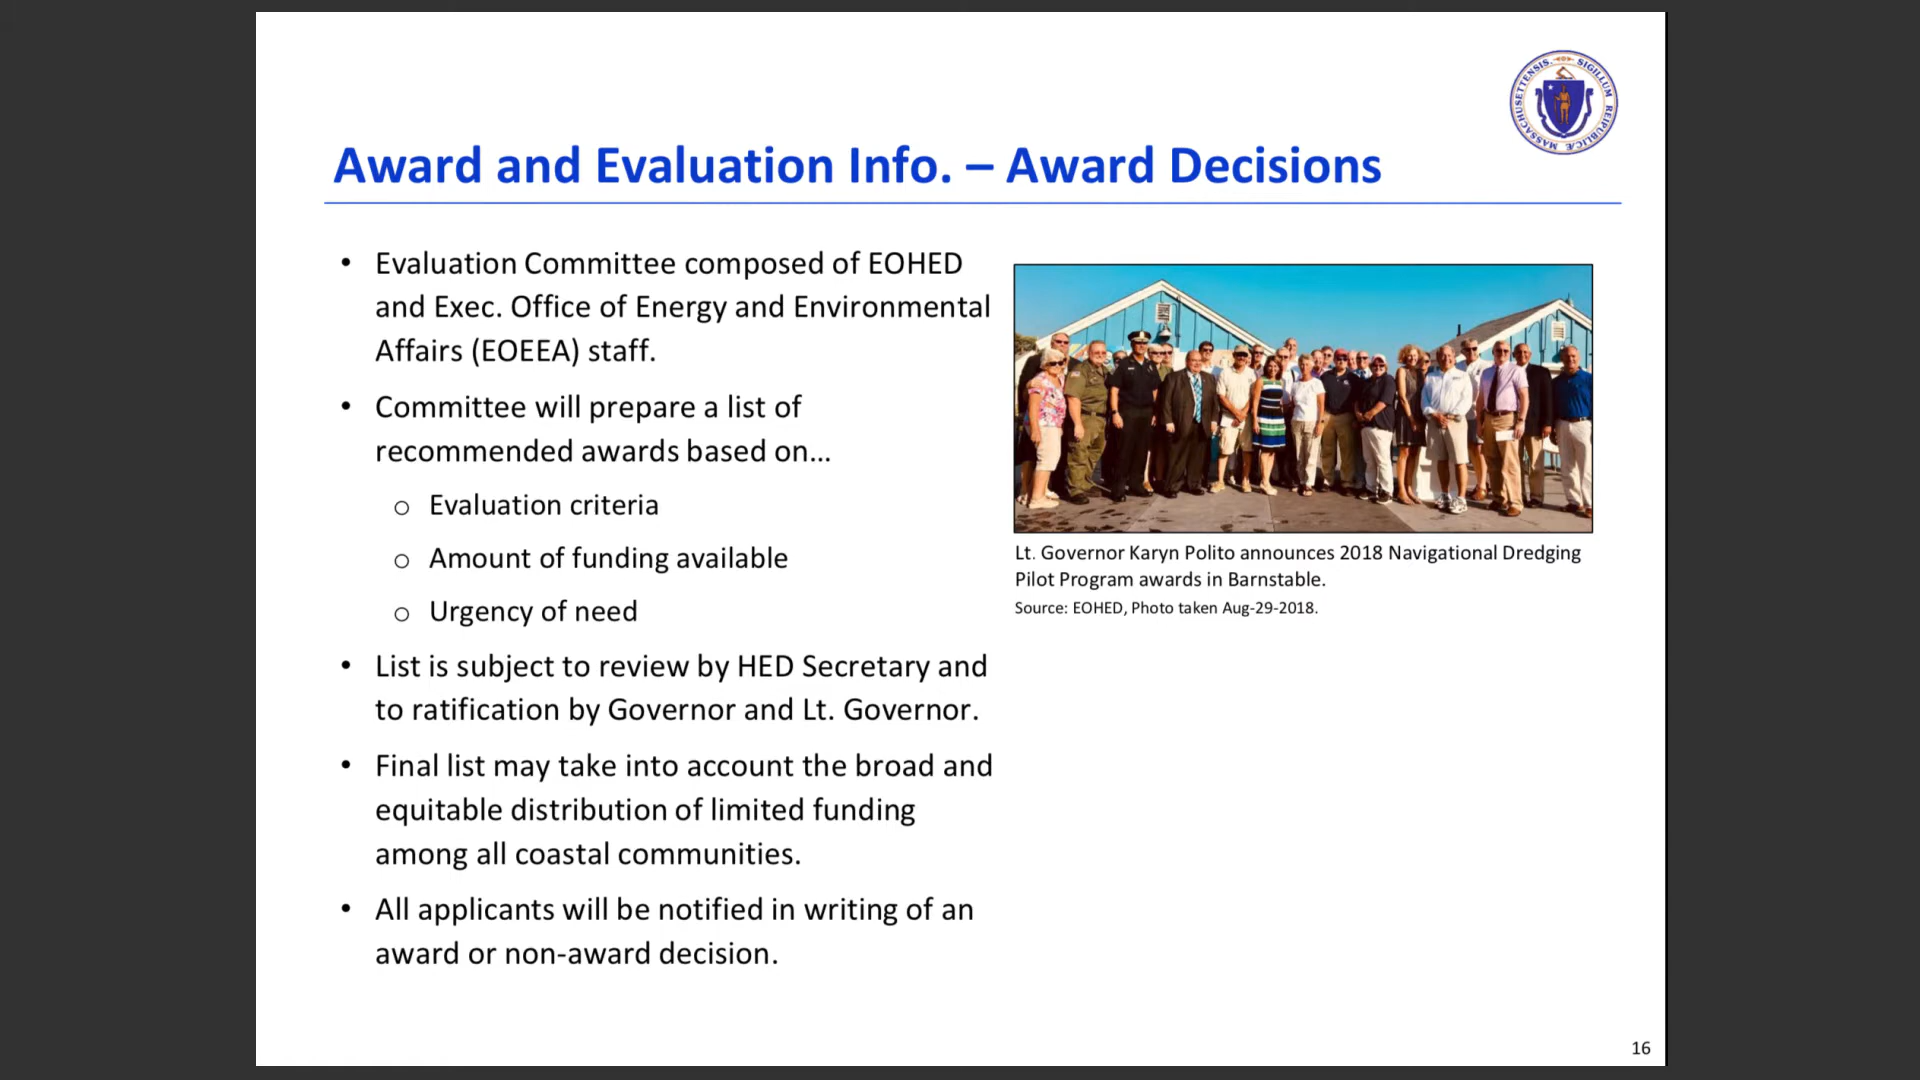 MASSACHUSETTENSIS. SIGILLUM REIPUBLICÆ
Award and Evaluation Info. – Award Decisions
• Evaluation Committee composed of EOHED
and Exec. Office of Energy and Environmental
Affairs (EOEEA) staff.
• Committee will prepare a list of
recommended awards based on...
o Evaluation criteria
o Amount of funding available
o Urgency of need
• List is subject to review by HED Secretary and
to ratification by Governor and Lt. Governor.
• Final list may take into account the broad and
equitable distribution of limited funding
among all coastal communities.
• All applicants will be notified in writing of an
award or non-award decision.
Lt. Governor Karyn Polito announces 2018 Navigational Dredging
Pilot Program awards in Barnstable.
Source: EOHED, Photo taken Aug-29-2018.
16